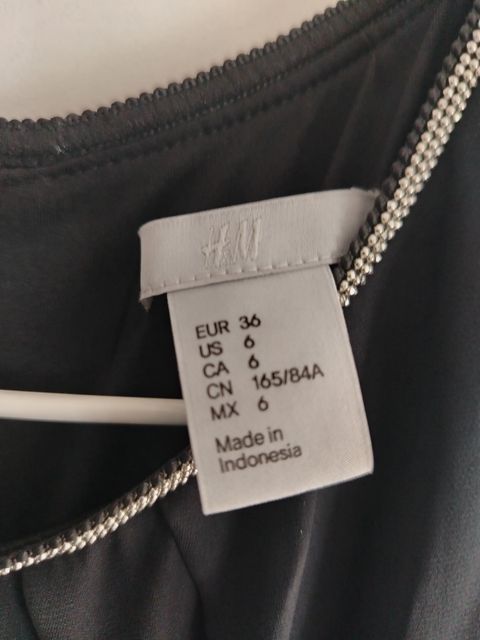 H&M
EUR 36
US 6
CA 6
CN 165/84A
MX 6
Made in
Indonesia